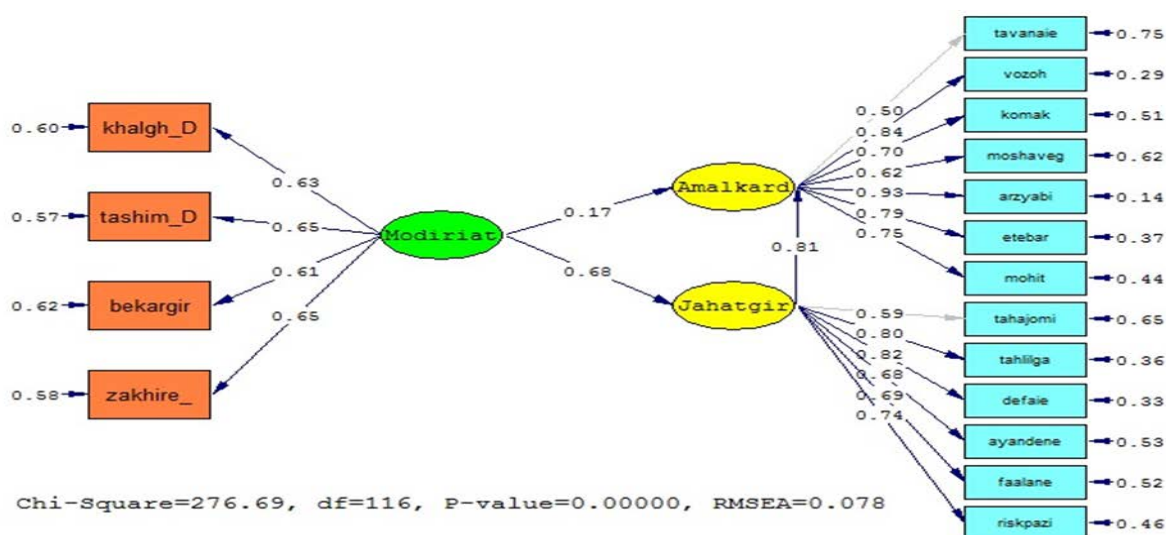 tavanaie
0.75
vozoh
0.29
komak
0.51
moshaveg
0.62
arzyabi
0.14
etebar
0.37
mohit
0.44
tahajomi
0.65
tahlilga
0.36
defaie
0.33
ayandene
0.53
faalane
0.52
riskpazi
0.46
0.60
khalgh_D
0.57
tashim_D
0.62
bekargir
0.58
zakhire_
0.63
0.65
0.61
0.65
Modiriat
0.17
0.68
Amalkard
0.81
Jahatgir
0.50
0.84
0.70
0.62
0.93
0.79
0.75
0.59
0.80
0.82
0.68
0.69
0.74
Chi-Square=276.69, df=116, P-value=0.00000, RMSEA=0.078